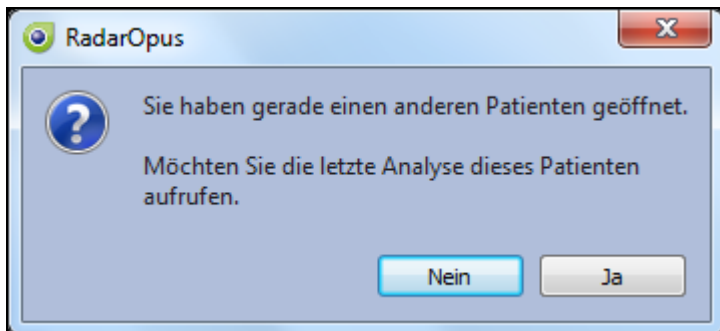 RadarOpus
Sie haben gerade einen anderen Patienten geöffnet.
Möchten Sie die letzte Analyse dieses Patienten
aufrufen.
Nein
Ja